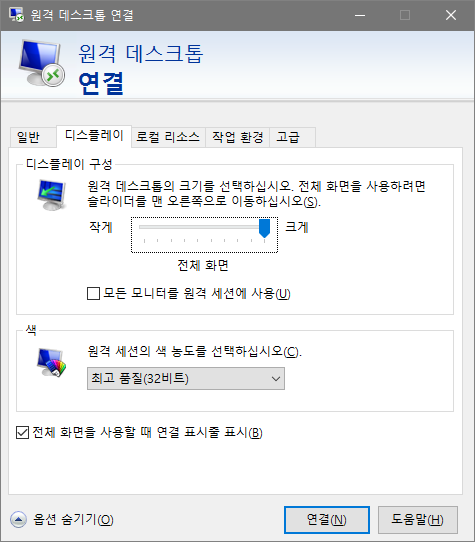 원격 데스크톱 연결
원격 데스크톱
연결
일반 디스플레이 로컬 리소스 작업 환경 고급
디스플레이 구성
원격 데스크톱의 크기를 선택하십시오. 전체 화면을 사용하려면
슬라이더를 맨 오른쪽으로 이동하십시오(S).
작게 크게
전체 화면
모든 모니터를 원격 세션에 사용(U)
색
원격 세션의 색 농도를 선택하십시오(C).
최고 품질(32비트)
전체 화면을 사용할 때 연결 표시줄 표시(B)
옵션 숨기기(O) 연결(N) 도움말(H)